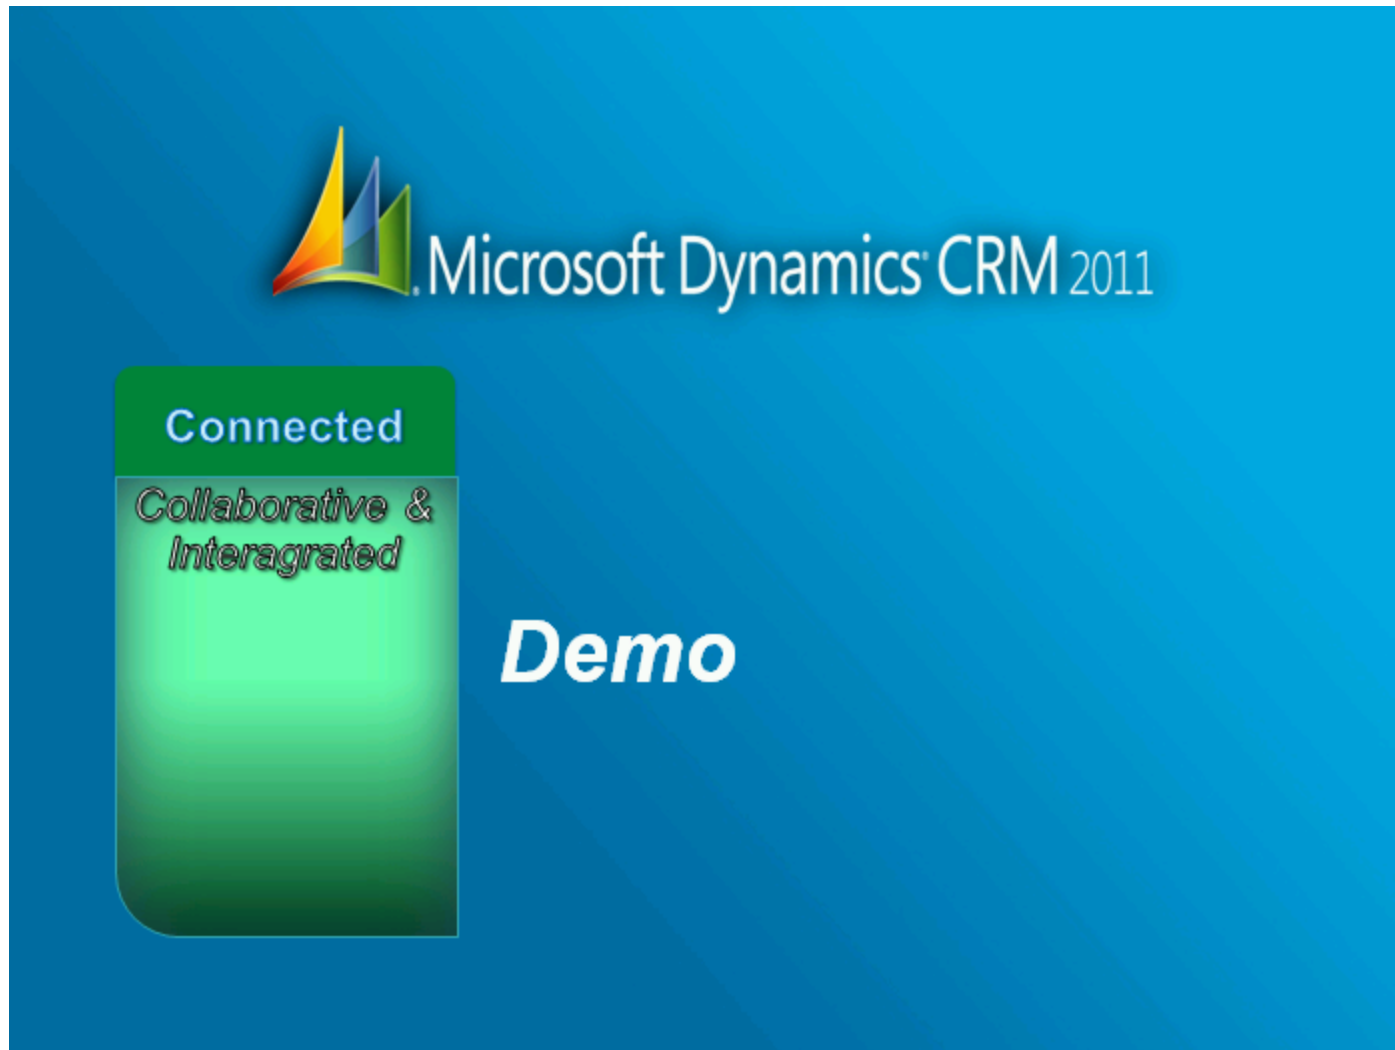 Microsoft Dynamics® CRM 2011
Connected
Collaborative &
Interagrated
Demo